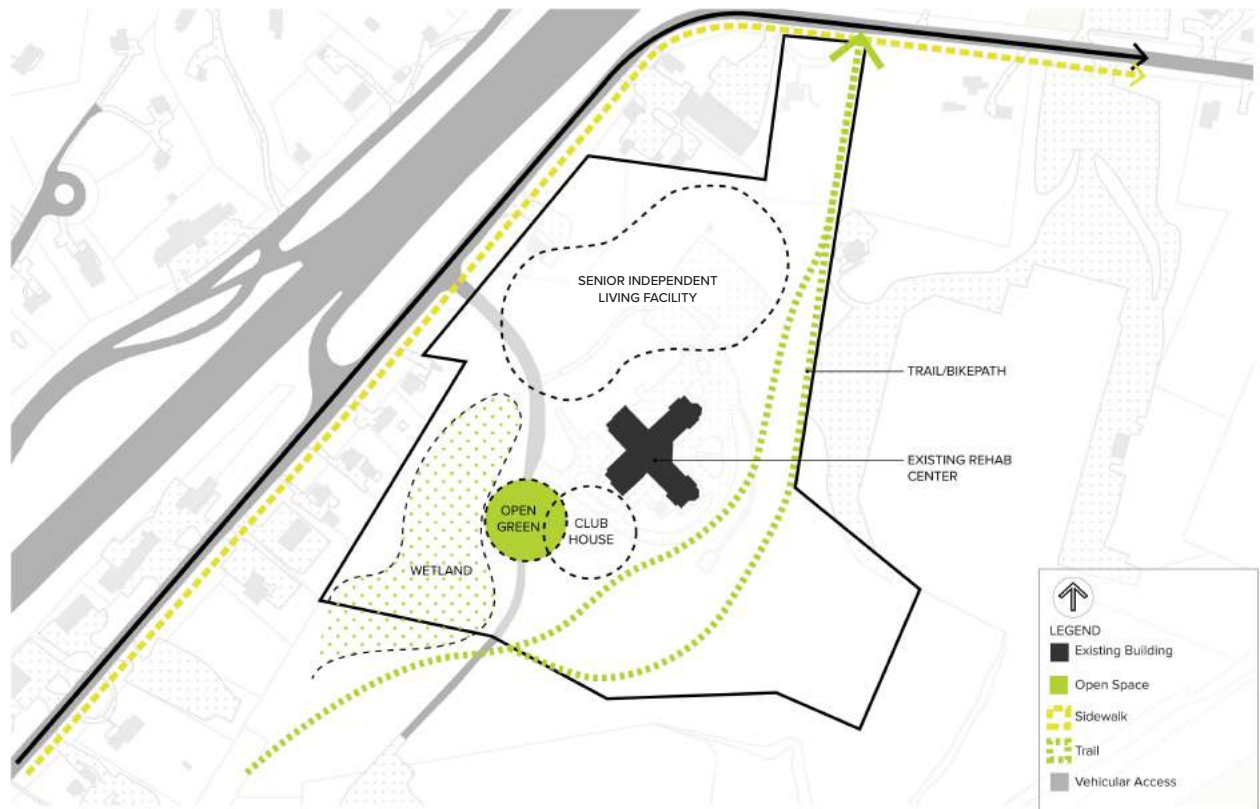 SENIOR INDEPENDENT
LIVING FACILITY
TRAIL/BIKEPATH
EXISTING REHAB
CENTER
OPEN
GREEN
CLUB
HOUSE
WETLAND
LEGEND
Existing Building
Open Space
Sidewalk
Trail
Vehicular Access